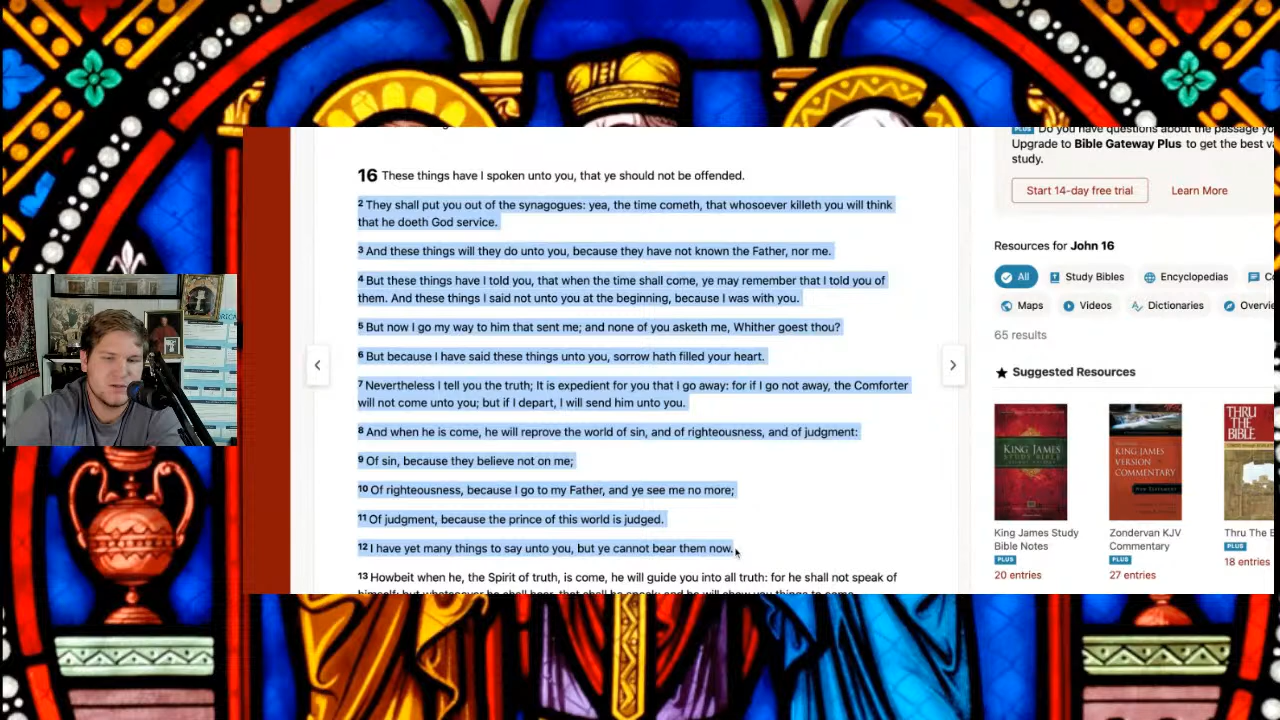 16 These things have I spoken unto you, that ye should not be offended.
2 They shall put you out of the synagogues: yea, the time cometh, that whosoever killeth you will think
that he doeth God service.
3 And these things will they do unto you, because they have not known the Father, nor me.
4 But these things have I told you, that when the time shall come, ye may remember that I told you of
them. And these things I said not unto you at the beginning, because I was with you.
5 But now I go my way to him that sent me; and none of you asketh me, Whither goest thou?
6 But because I have said these things unto you, sorrow hath filled your heart.
7 Nevertheless I tell you the truth; It is expedient for you that I go away: for if I go not away, the Comforter
will not come unto you; but if I depart, I will send him unto you.
8 And when he is come, he will reprove the world of sin, and of righteousness, and of judgment:
9 Of sin, because they believe not on me;
10 Of righteousness, because I go to my Father, and ye see me no more;
11 Of judgment, because the prince of this world is judged.
12 I have yet many things to say unto you, but ye cannot bear them now.
13 Howbeit when he, the Spirit of truth, is come, he will guide you into all truth: for he shall not speak of
PLUS Do you have questions about the passage yo
Upgrade to Bible Gateway Plus to get the best va
study.
Start 14-day free trial
Learn More
Resources for John 16
All
Study Bibles
Encyclopedias
Co
Maps
Videos
Dictionaries
Overvie
65 results
Suggested Resources
KING JAMES
STUDY BIBLE
KING JAMES
VERSION
COMMENTARY
THRU
THE
BIBLE
King James Study
Bible Notes
PLUS
20 entries
Zondervan KJV
Commentary
PLUS
27 entries
Thru The
PLUS
18 entries